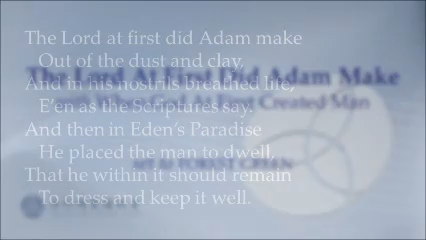 The Lord at first did Adam make
Out of the dust and clay,
And in his nostrils breathed life,
E'en as the Scriptures say.
And then in Eden's Paradise
He placed the man to dwell,
That he within it should remain
To dress and keep it well.
The Lord At First Did Adam Make
Created Man